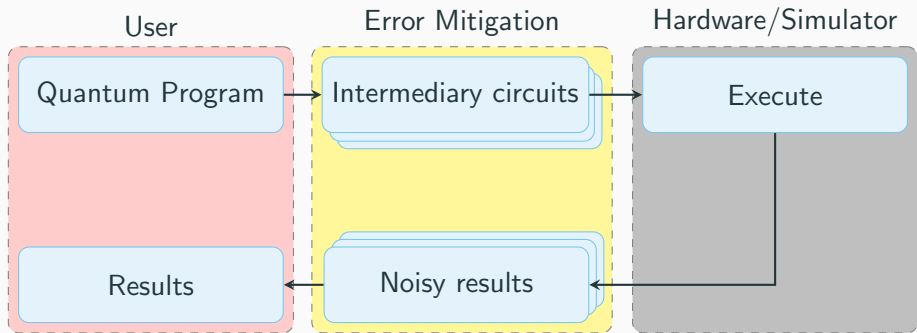 User
Error Mitigation
Hardware/Simulator
Quantum Program
Intermediary circuits
Execute
Results
Noisy results